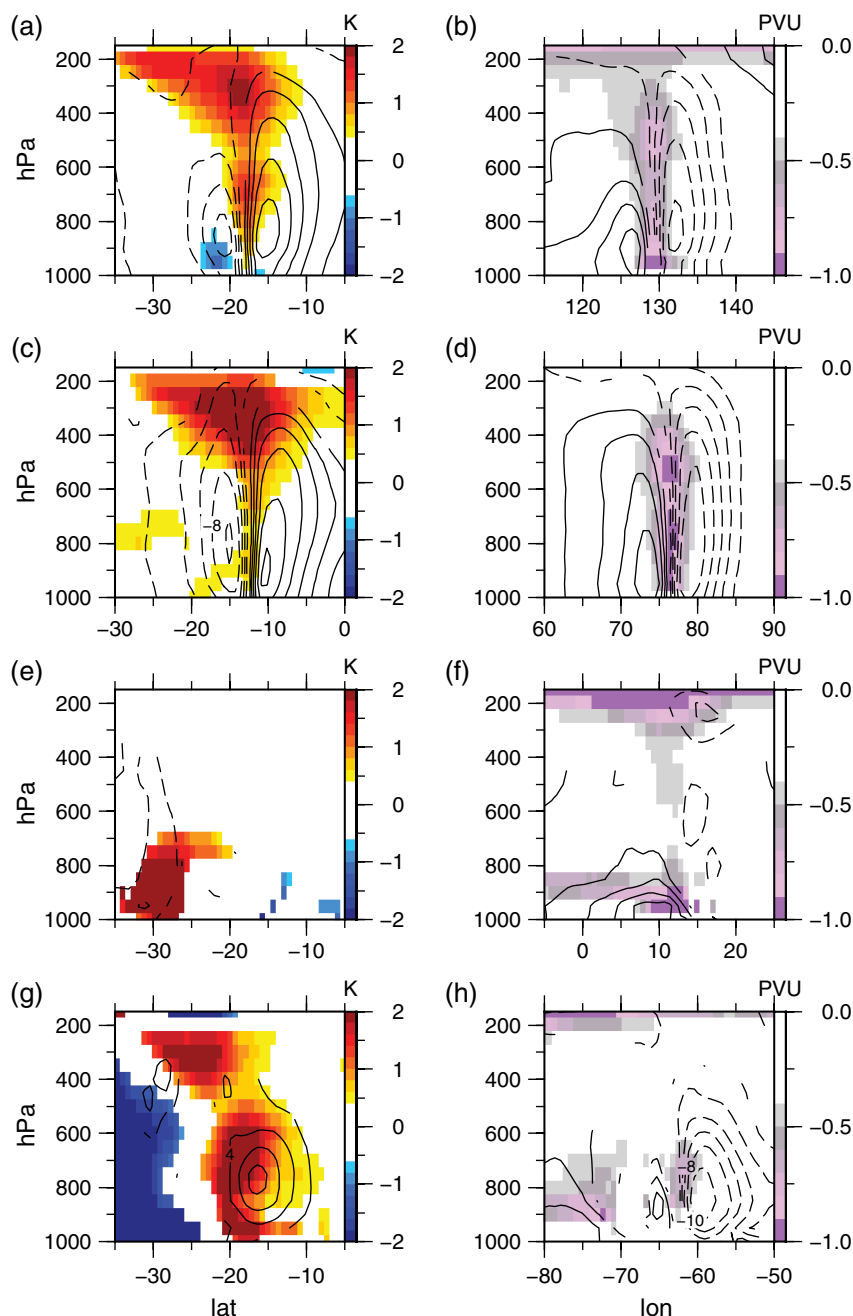 (a) K (b) PVU
200 2 200 0.0
400 1 400
hPa 600 0 hPa 600 −0.5
800 −1 800
1000 −2 1000 −1.0
−30 −20 −10 120 130 140
(c) K (d) PVU
200 2 200 0.0
400 1 400
hPa 600 0 hPa 600 −0.5
−8
800 −1 800
1000 −2 1000 −1.0
−30 −20 −10 0 60 70 80 90
(e) K (f) PVU
200 2 200 0.0
400 1 400
hPa 600 0 hPa 600 −0.5
800 −1 800
1000 −2 1000 −1.0
−30 −20 −10 0 20
(g) K (h) PVU
200 2 200 0.0
400 1 400
hPa 600 0 hPa 600 −0.5
4 −8
800 −1 800
−10
1000 −2 1000 −1.0
−30 −20 −10 −80 −70 −60 −50
lat lon